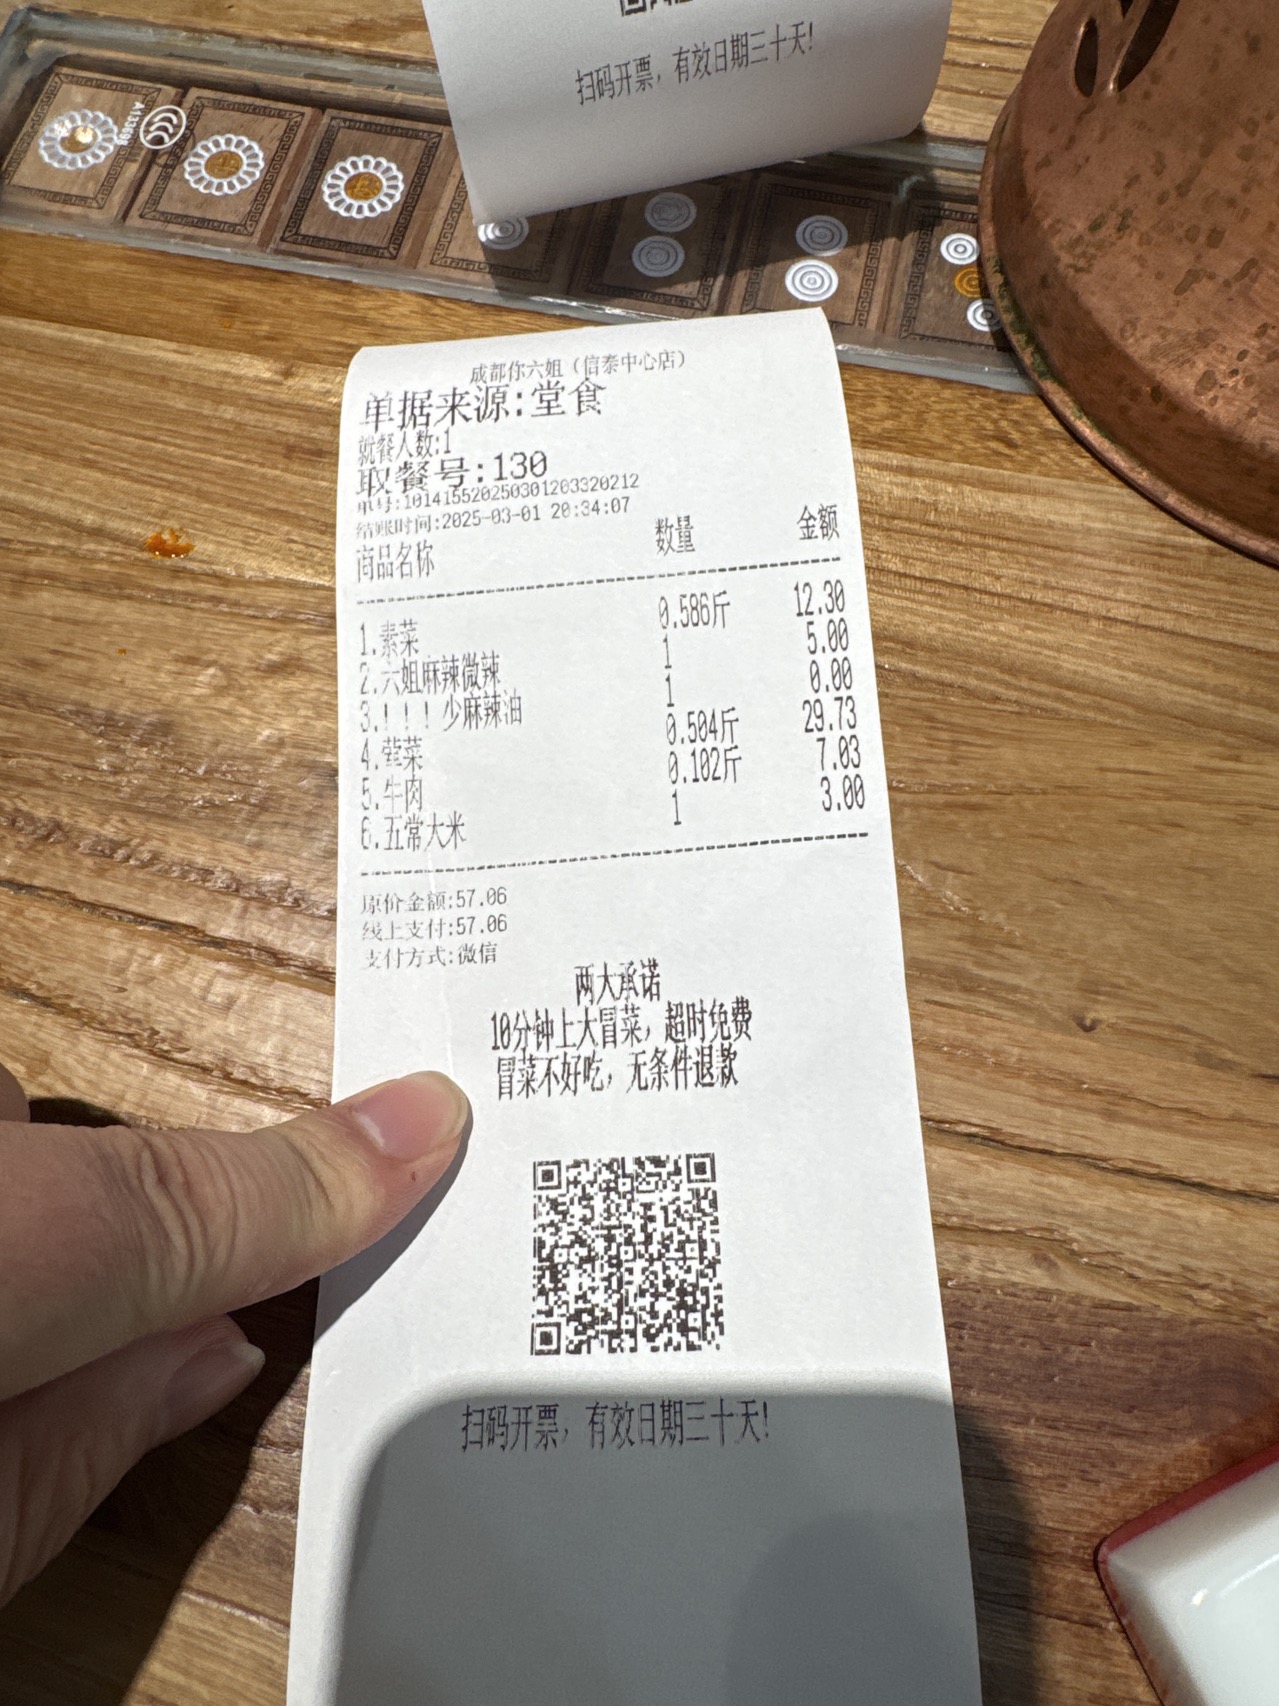 扫码开票，有效日期三十天！
A133698
成都你六姐（信泰中心店）
单据来源:堂食
就餐人数:1
取餐号:130
单号:10141552025030120332​0212
结账时间:2025-03-01 20:34:07
商品名称 数量 金额
1.素菜 0.586斤 12.30
2.六姐麻辣微辣 1 5.00
3.！！！少麻辣油 1 0.00
4.荤菜 0.504斤 29.73
5.牛肉 0.102斤 7.03
6.五常大米 1 3.00
原价金额:57.06
线上支付:57.06
支付方式:微信
两大承诺
10分钟上大冒菜，超时免费
冒菜不好吃，无条件退款
扫码开票，有效日期三十天！